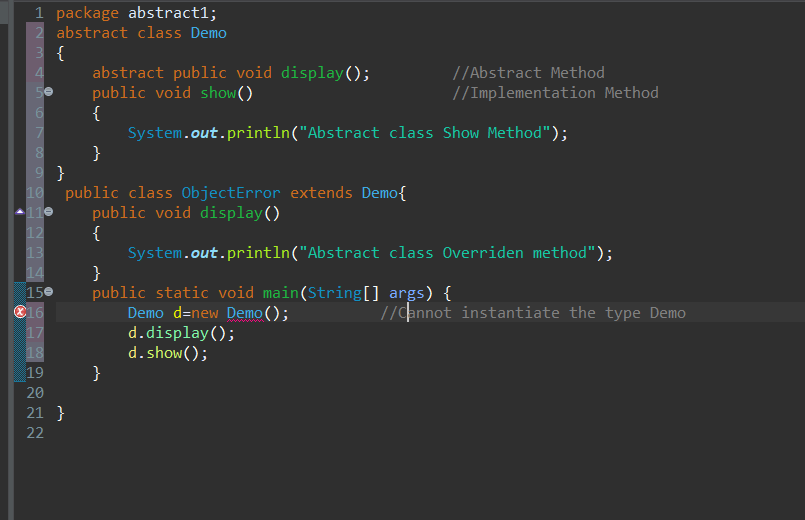 1 package abstract1;
2 abstract class Demo
3 {
4     abstract public void display();         //Abstract Method
5     public void show()                      //Implementation Method
6     {
7         System.out.println("Abstract class Show Method");
8     }
9 }
10  public class ObjectError extends Demo{
11     public void display()
12     {
13         System.out.println("Abstract class Overriden method");
14     }
15     public static void main(String[] args) {
16         Demo d=new Demo();          //Cannot instantiate the type Demo
17         d.display();
18         d.show();
19     }
20
21 }
22